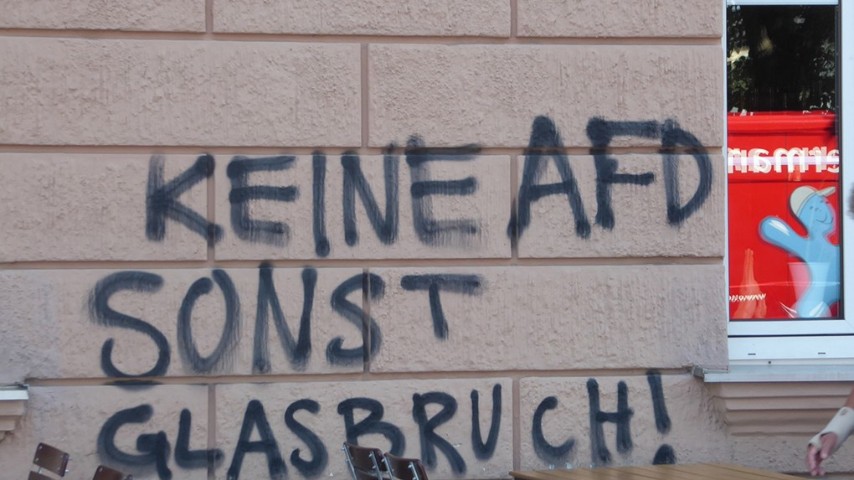 KEINE AFD
SONST
GLASBRUCH!